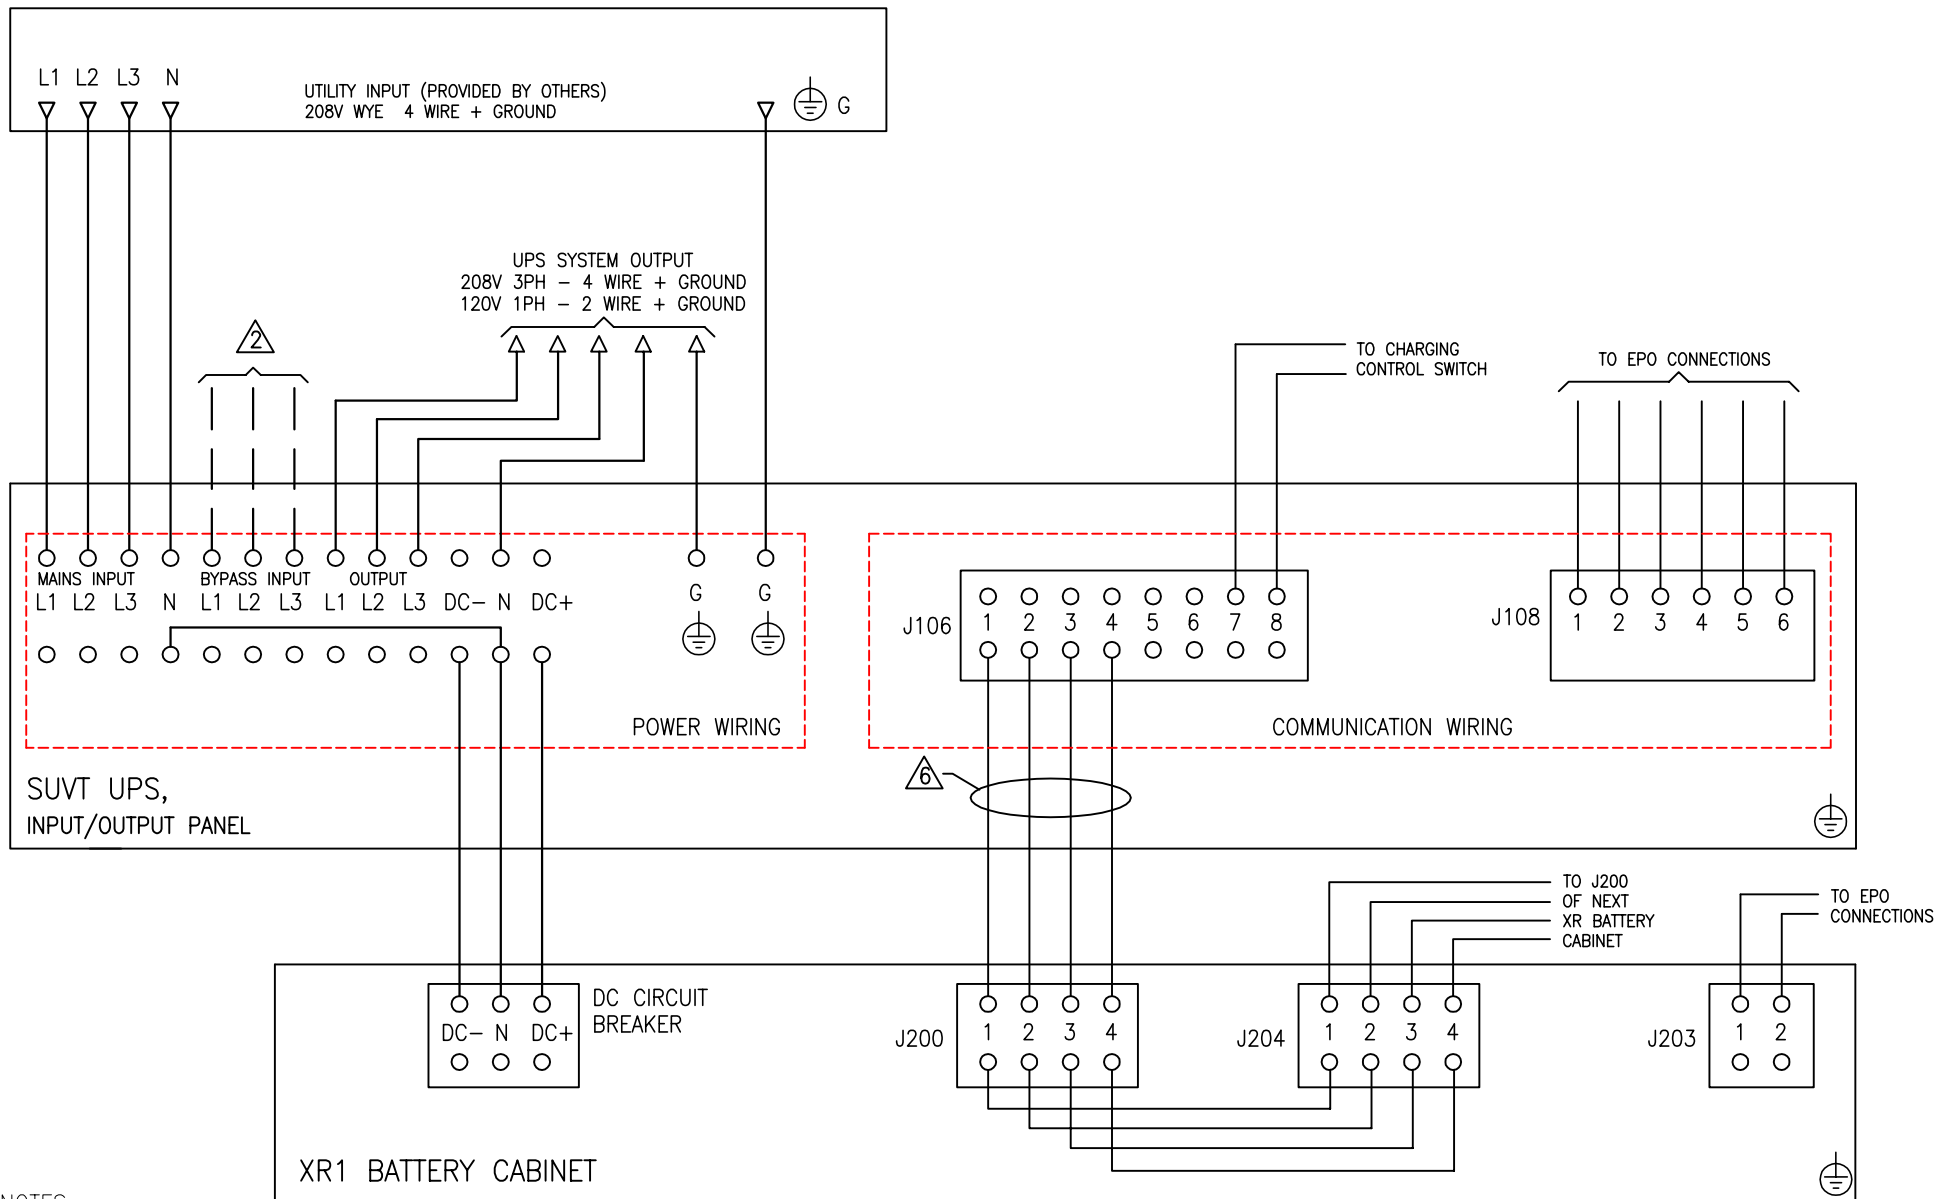 L1 L2 L3 N
UTILITY INPUT (PROVIDED BY OTHERS)
208V WYE 4 WIRE + GROUND
G
UPS SYSTEM OUTPUT
208V 3PH - 4 WIRE + GROUND
120V 1PH - 2 WIRE + GROUND
2
TO CHARGING
CONTROL SWITCH
TO EPO CONNECTIONS
MAINS INPUT BYPASS INPUT OUTPUT
L1 L2 L3 N L1 L2 L3 L1 L2 L3 DC- N DC+
G G
J106
1 2 3 4 5 6 7 8
J108
1 2 3 4 5 6
POWER WIRING
COMMUNICATION WIRING
6
SUVT UPS,
INPUT/OUTPUT PANEL
TO J200
OF NEXT
XR BATTERY
CABINET
TO EPO
CONNECTIONS
DC CIRCUIT
BREAKER
DC- N DC+
J200
1 2 3 4
J204
1 2 3 4
J203
1 2
XR1 BATTERY CABINET
NOTES